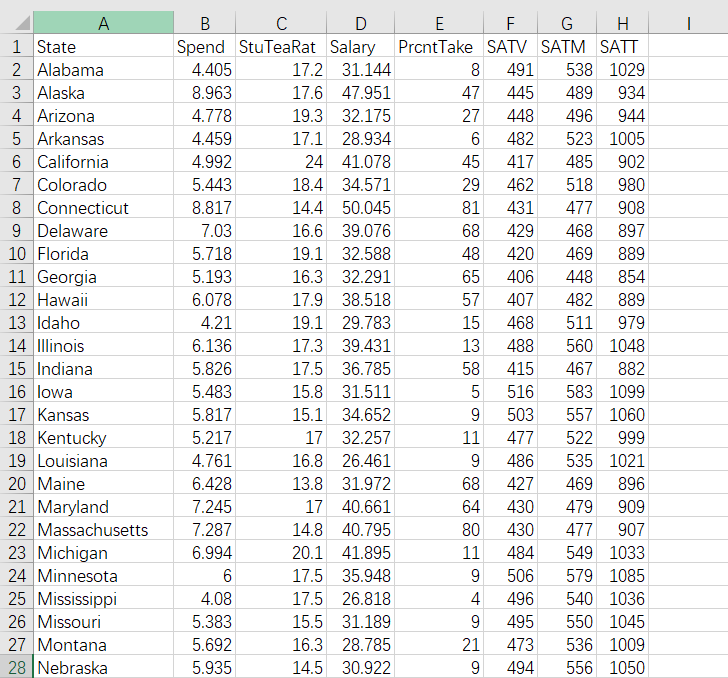 A B C D E F G H I
1 State Spend StuTeaRat Salary PrcntTake SATV SATM SATT
2 Alabama 4.405 17.2 31.144 8 491 538 1029
3 Alaska 8.963 17.6 47.951 47 445 489 934
4 Arizona 4.778 19.3 32.175 27 448 496 944
5 Arkansas 4.459 17.1 28.934 6 482 523 1005
6 California 4.992 24 41.078 45 417 485 902
7 Colorado 5.443 18.4 34.571 29 462 518 980
8 Connecticut 8.817 14.4 50.045 81 431 477 908
9 Delaware 7.03 16.6 39.076 68 429 468 897
10 Florida 5.718 19.1 32.588 48 420 469 889
11 Georgia 5.193 16.3 32.291 65 406 448 854
12 Hawaii 6.078 17.9 38.518 57 407 482 889
13 Idaho 4.21 19.1 29.783 15 468 511 979
14 Illinois 6.136 17.3 39.431 13 488 560 1048
15 Indiana 5.826 17.5 36.785 58 415 467 882
16 Iowa 5.483 15.8 31.511 5 516 583 1099
17 Kansas 5.817 15.1 34.652 9 503 557 1060
18 Kentucky 5.217 17 32.257 11 477 522 999
19 Louisiana 4.761 16.8 26.461 9 486 535 1021
20 Maine 6.428 13.8 31.972 68 427 469 896
21 Maryland 7.245 17 40.661 64 430 479 909
22 Massachusetts 7.287 14.8 40.795 80 430 477 907
23 Michigan 6.994 20.1 41.895 11 484 549 1033
24 Minnesota 6 17.5 35.948 9 506 579 1085
25 Mississippi 4.08 17.5 26.818 4 496 540 1036
26 Missouri 5.383 15.5 31.189 9 495 550 1045
27 Montana 5.692 16.3 28.785 21 473 536 1009
28 Nebraska 5.935 14.5 30.922 9 494 556 1050